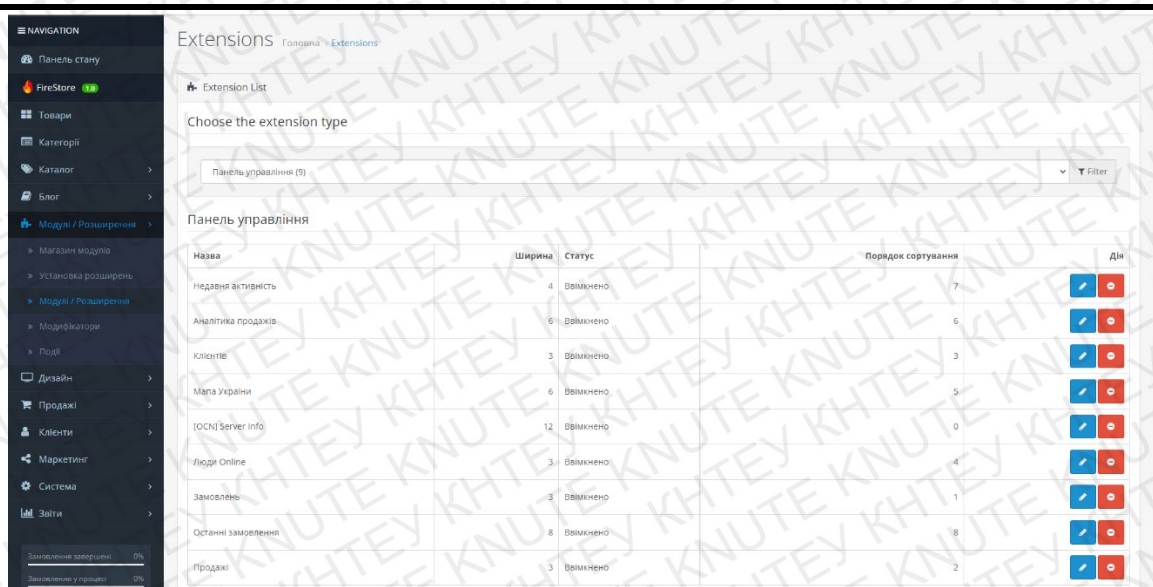 NAVIGATION
Панель стану
FireStore 1.0
Товари
Категорії
Каталог
Блог
Модулі / Розширення
» Магазин модулів
» Установка розширень
» Модулі / Розширення
» Модифікатори
» Події
Дизайн
Продажі
Клієнти
Маркетинг
Система
Звіти
Замовлення завершені 0%
Замовлення у процесі 0%
Extensions Головна › Extensions
Extension List
Choose the extension type
Панель управління (9) Filter
Панель управління
Назва Ширина Статус Порядок сортування Дія
Недавня активність 4 Ввімкнено 7
Аналітика продажів 6 Ввімкнено 6
Клієнтів 3 Ввімкнено 3
Мапа України 6 Ввімкнено 5
[OCN] Server Info 12 Ввімкнено 0
Люди Online 3 Ввімкнено 4
Замовлень 3 Ввімкнено 1
Останні замовлення 8 Ввімкнено 8
Продажі 3 Ввімкнено 2